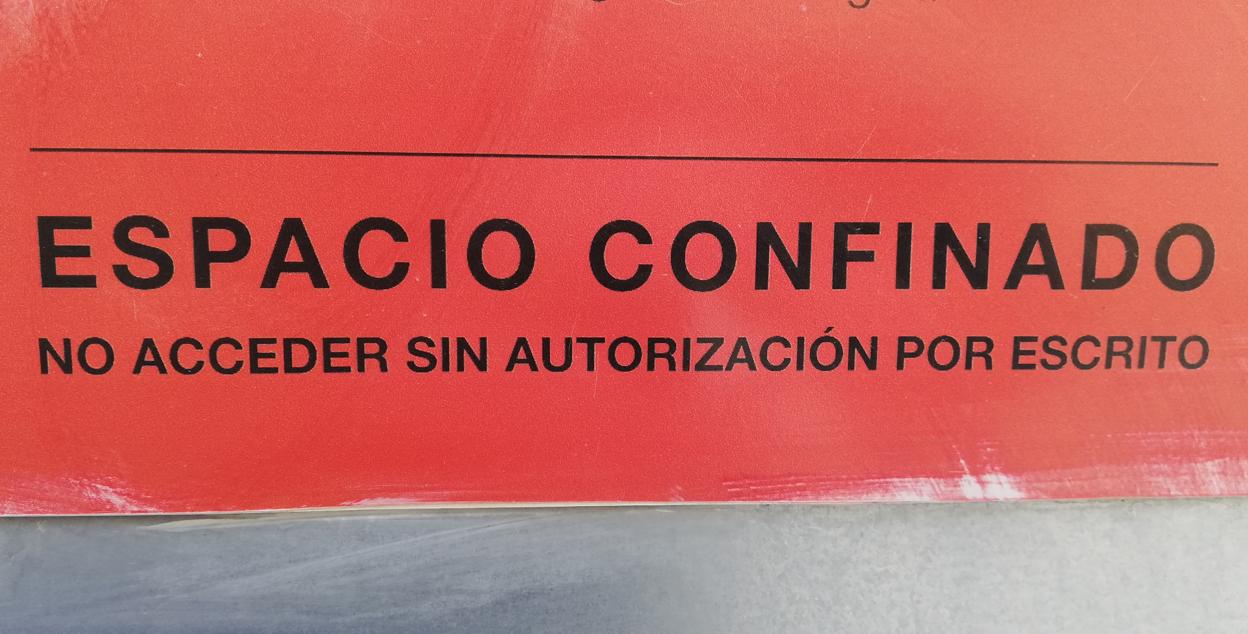 ESPACIO CONFINADO
NO ACCEDER SIN AUTORIZACIÓN POR ESCRITO